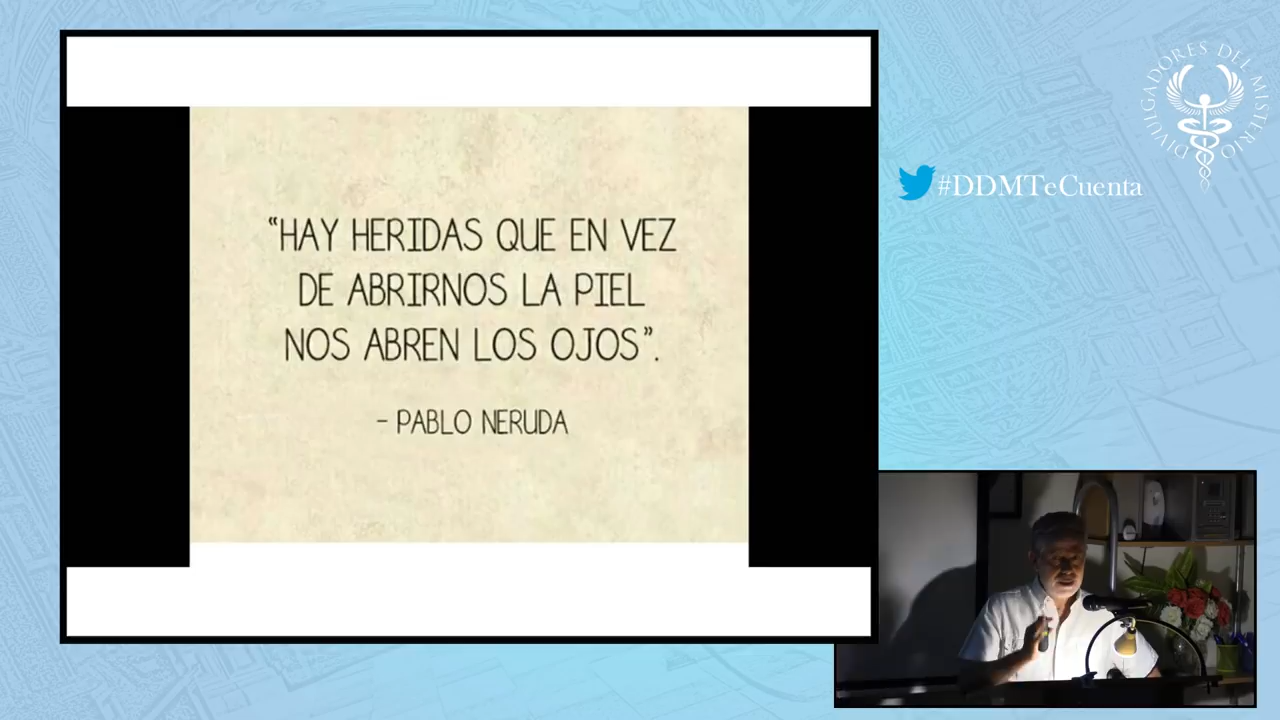 “HAY HERIDAS QUE EN VEZ
DE ABRIRNOS LA PIEL
NOS ABREN LOS OJOS”.
- PABLO NERUDA
DIVULGADORES DEL MISTERIO
#DDMTeCuenta